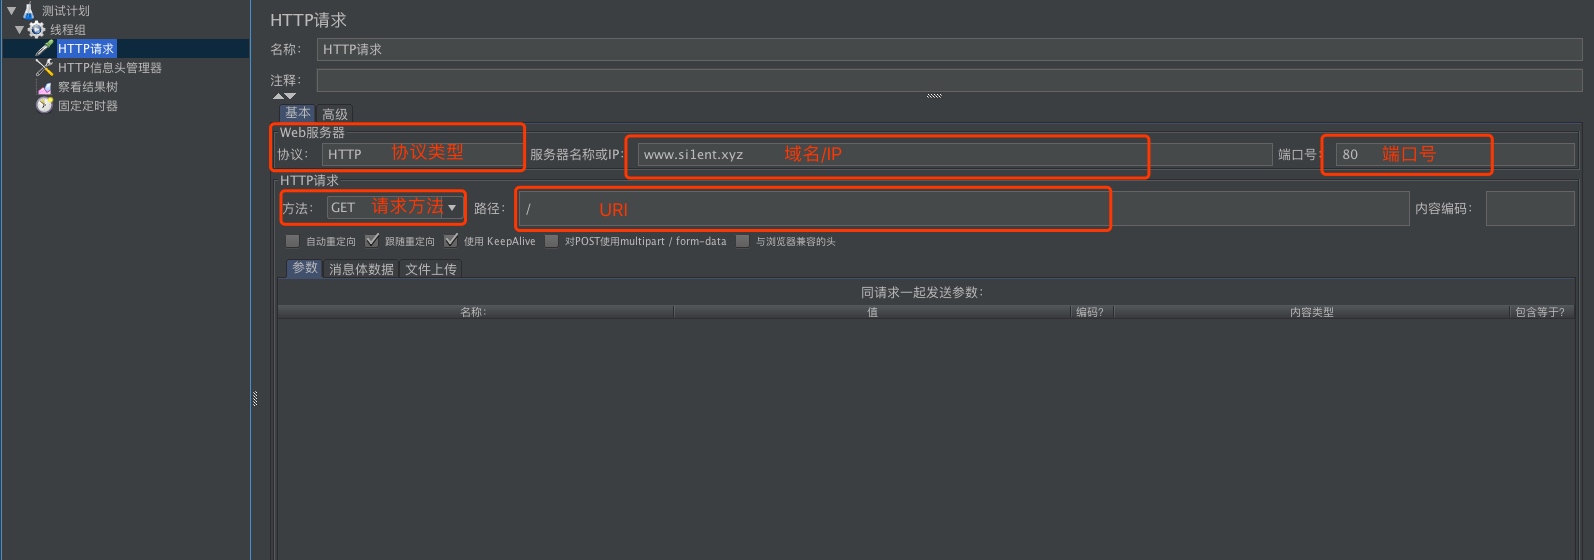 测试计划
线程组
HTTP请求
HTTP信息头管理器
察看结果树
固定定时器
HTTP请求
名称： HTTP请求
注释：
基本 高级
Web服务器
协议： HTTP 协议类型 服务器名称或IP： www.si1ent.xyz 域名/IP 端口号： 80 端口号
HTTP请求
方法： GET 请求方法 路径： / URI 内容编码：
自动重定向 跟随重定向 使用 KeepAlive 对POST使用multipart / form-data 与浏览器兼容的头
参数 消息体数据 文件上传
同请求一起发送参数：
名称： 值 编码? 内容类型 包含等于?